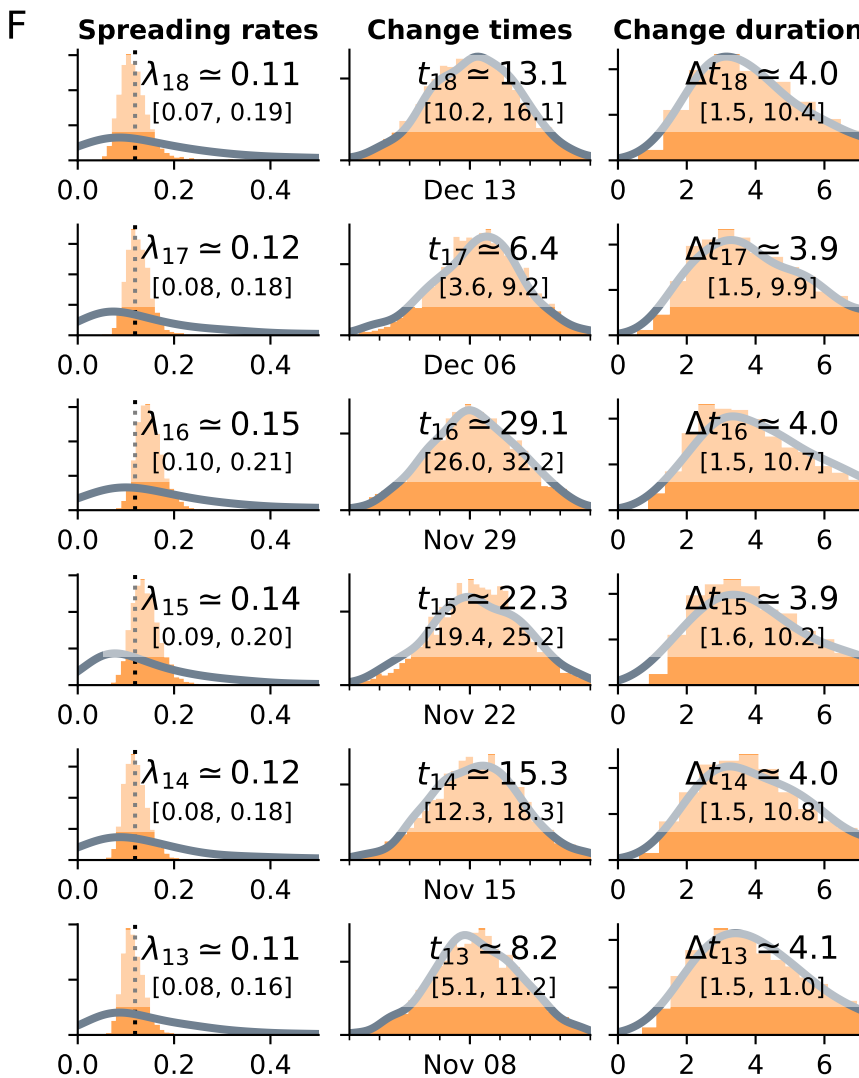 F
Spreading rates Change times Change duration
λ18 ≃ 0.11 t18 ≃ 13.1 Δt18 ≃ 4.0
[0.07, 0.19] [10.2, 16.1] [1.5, 10.4]
0.0 0.2 0.4 Dec 13 0 2 4 6
λ17 ≃ 0.12 t17 ≃ 6.4 Δt17 ≃ 3.9
[0.08, 0.18] [3.6, 9.2] [1.5, 9.9]
0.0 0.2 0.4 Dec 06 0 2 4 6
λ16 ≃ 0.15 t16 ≃ 29.1 Δt16 ≃ 4.0
[0.10, 0.21] [26.0, 32.2] [1.5, 10.7]
0.0 0.2 0.4 Nov 29 0 2 4 6
λ15 ≃ 0.14 t15 ≃ 22.3 Δt15 ≃ 3.9
[0.09, 0.20] [19.4, 25.2] [1.6, 10.2]
0.0 0.2 0.4 Nov 22 0 2 4 6
λ14 ≃ 0.12 t14 ≃ 15.3 Δt14 ≃ 4.0
[0.08, 0.18] [12.3, 18.3] [1.5, 10.8]
0.0 0.2 0.4 Nov 15 0 2 4 6
λ13 ≃ 0.11 t13 ≃ 8.2 Δt13 ≃ 4.1
[0.08, 0.16] [5.1, 11.2] [1.5, 11.0]
0.0 0.2 0.4 Nov 08 0 2 4 6